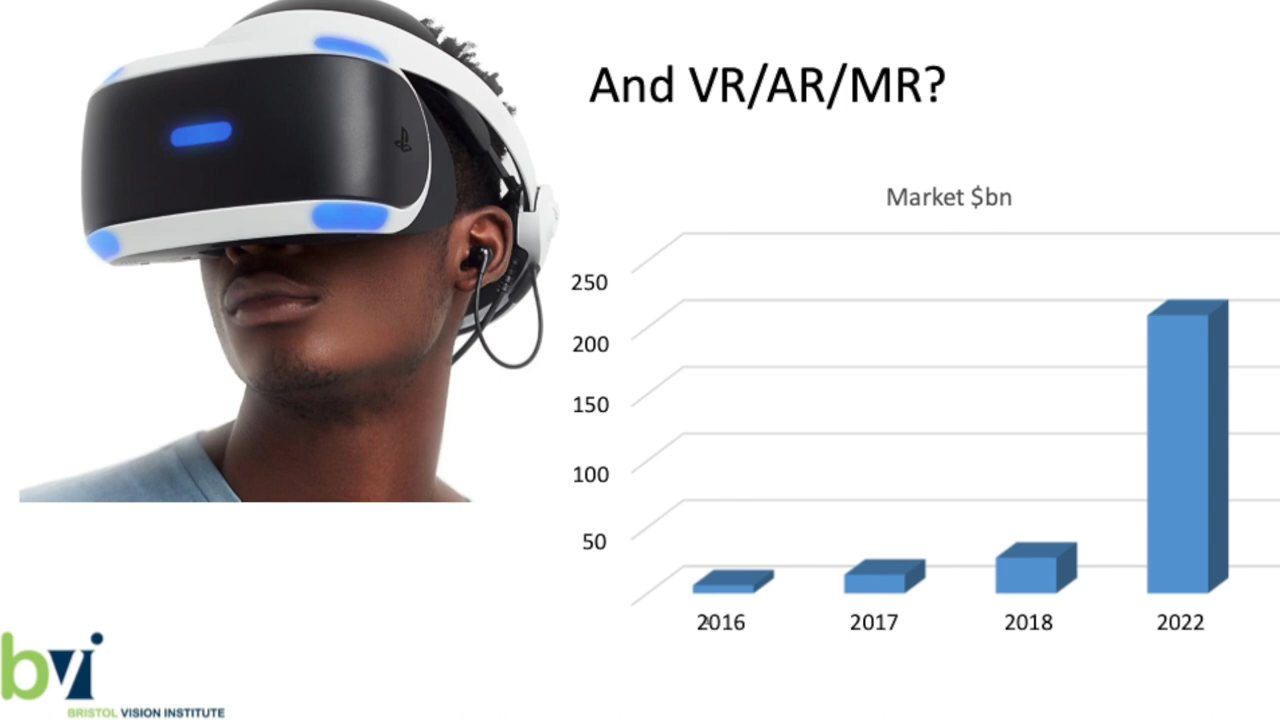 And VR/AR/MR?
Market $bn
250
200
150
100
50
2016
2017
2018
2022
bvi
BRISTOL VISION INSTITUTE